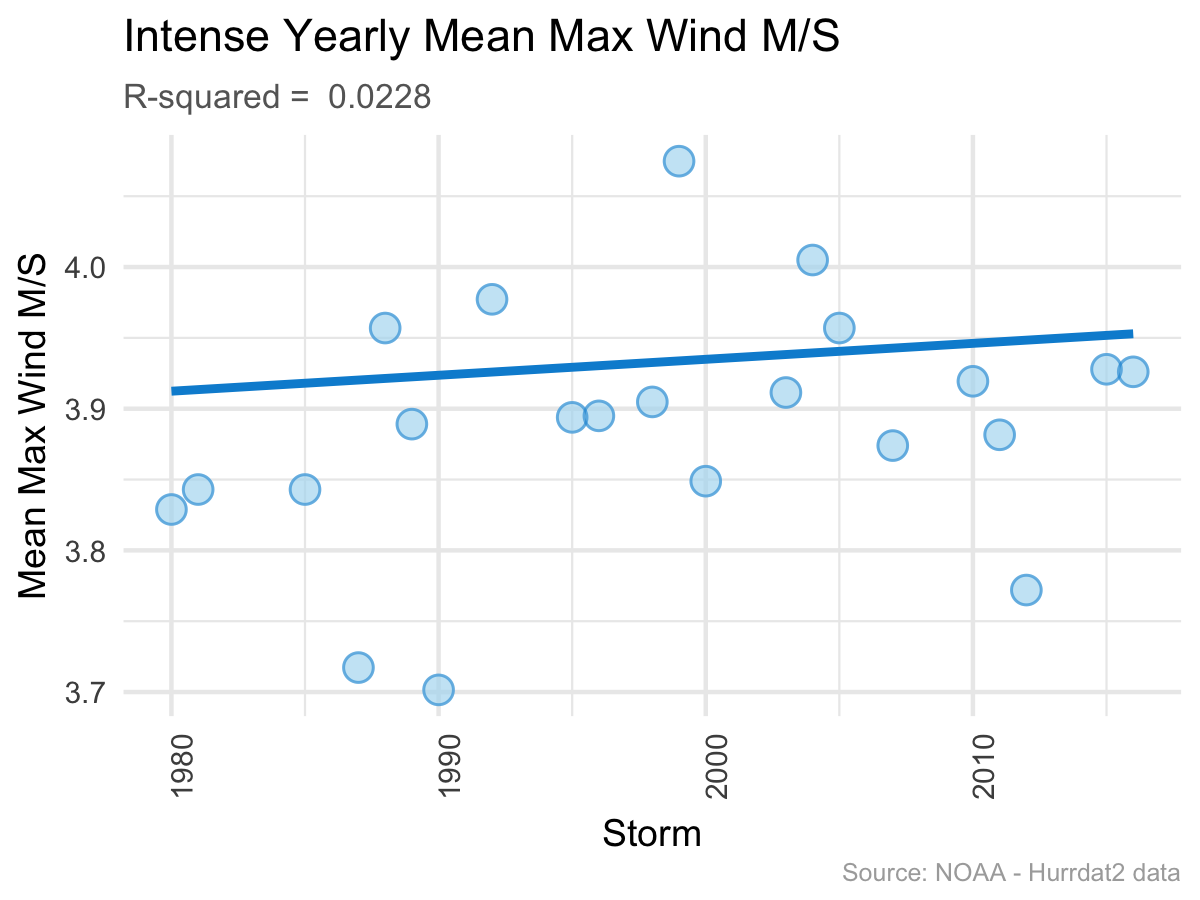 Intense Yearly Mean Max Wind M/S
R-squared =  0.0228
Mean Max Wind M/S
4.0
3.9
3.8
3.7
1980
1990
2000
2010
Storm
Source: NOAA - Hurrdat2 data